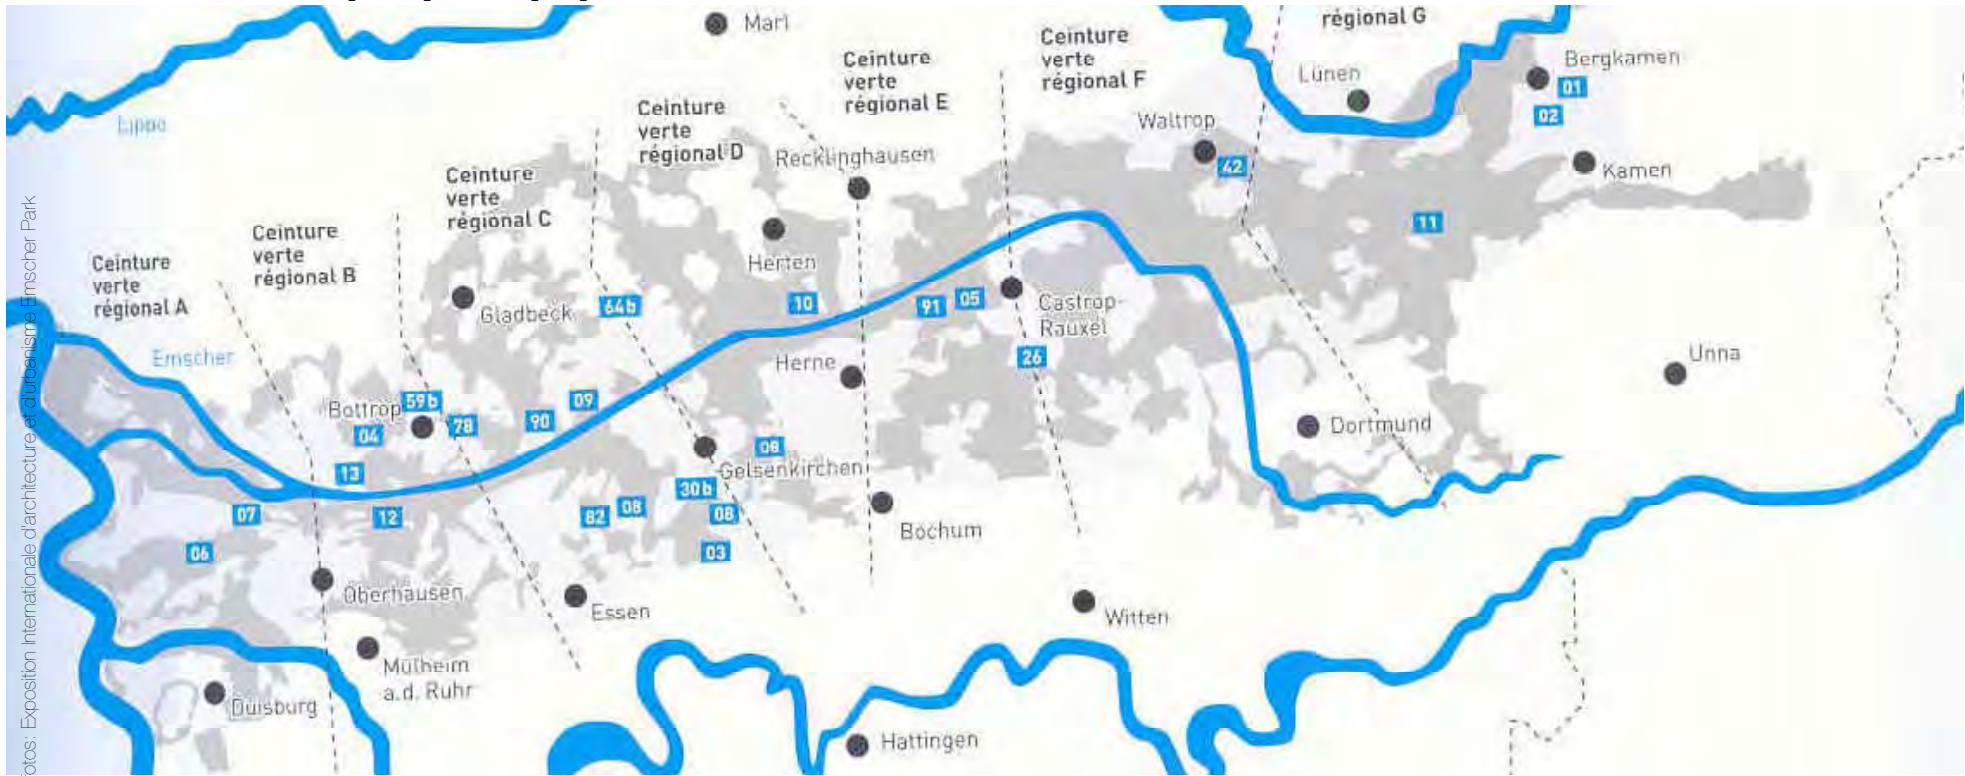 Marl
régional G
Ceinture
verte
régional F
Ceinture
verte
régional E
Bergkamen
01
02
Lünen
Lippe
Ceinture
verte
régional D
Waltrop
42
Recklinghausen
Kamen
Ceinture
verte
régional C
11
Ceinture
verte
régional B
Herten
Ceinture
verte
régional A
Gladbeck
64b
10
91
05
Castrop-
Rauxel
26
Emscher
Herne
Unna
Bottrop
59b
04
78
90
09
Dortmund
08
Gelsenkirchen
13
30b
07
12
82
08
08
Bochum
06
03
Oberhausen
Essen
Witten
Mülheim
a.d. Ruhr
Duisburg
Hattingen
fotos: Exposition Internationale d'architecture et d'urbanisme Emscher Park